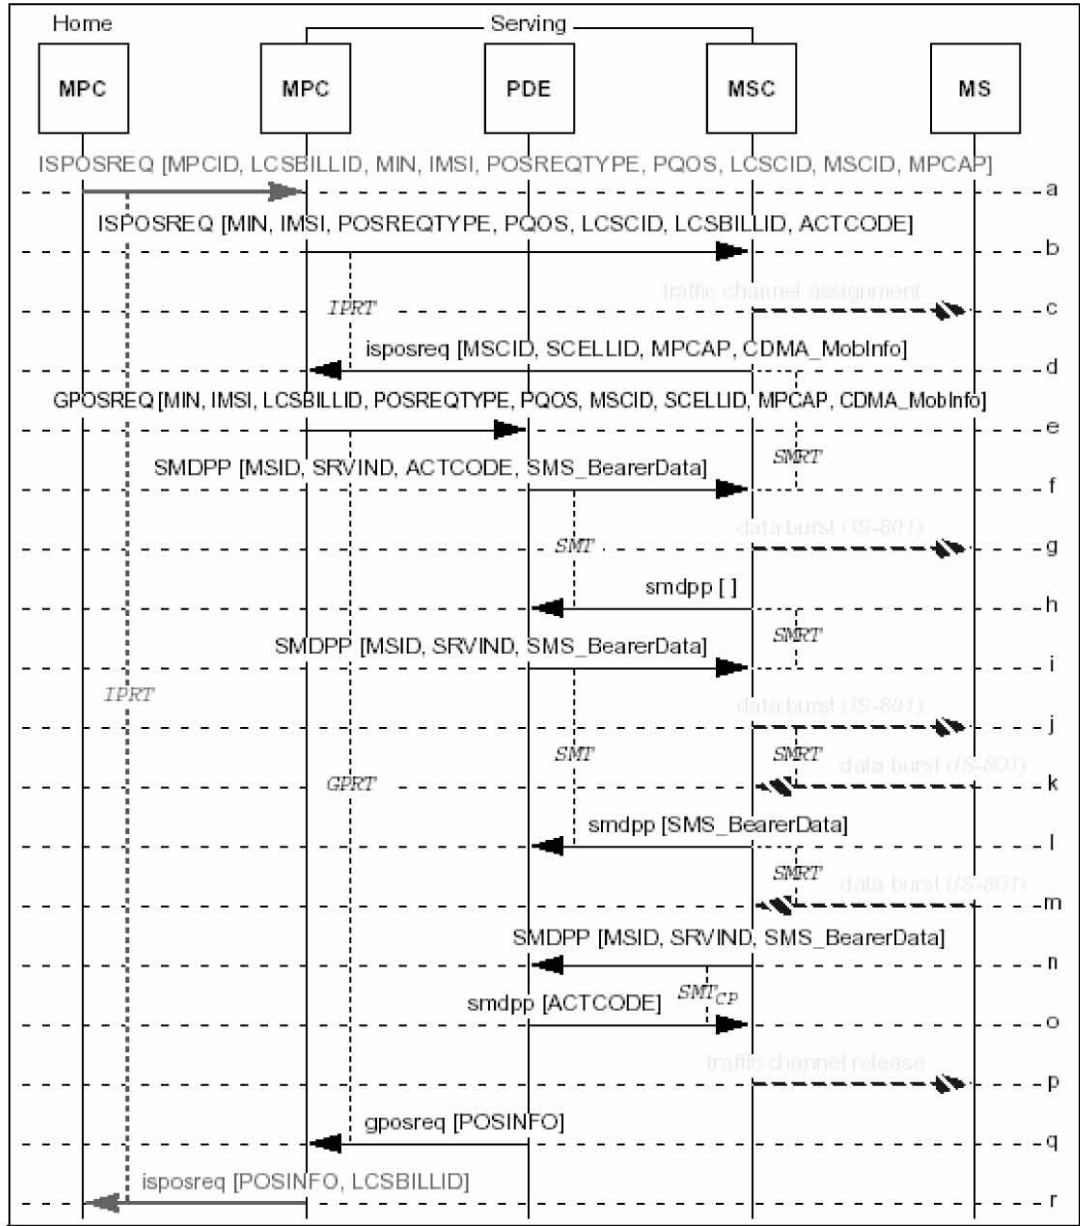 Home
Serving
MPC
MPC
PDE
MSC
MS
ISPOSREQ [MPCID, LCSBILLID, MIN, IMSI, POSREQTYPE, PQOS, LCSCID, MSCID, MPCAP]
a
ISPOSREQ [MIN, IMSI, POSREQTYPE, PQOS, LCSCID, LCSBILLID, ACTCODE]
b
traffic channel assignment
IPRT
c
isposreq [MSCID, SCELLID, MPCAP, CDMA_MobInfo]
d
GPOSREQ [MIN, IMSI, LCSBILLID, POSREQTYPE, PQOS, MSCID, SCELLID, MPCAP, CDMA_MobInfo]
e
SMRT
SMDPP [MSID, SRVIND, ACTCODE, SMS_BearerData]
f
data burst (IS-801)
SMT
g
smdpp [ ]
h
SMRT
SMDPP [MSID, SRVIND, SMS_BearerData]
i
IPRT
data burst (IS-801)
j
SMT
SMRT
data burst (IS-801)
GPRT
k
smdpp [SMS_BearerData]
l
SMRT
data burst (IS-801)
m
SMDPP [MSID, SRVIND, SMS_BearerData]
n
smdpp [ACTCODE]
SMTCP
o
traffic channel release
p
gposreq [POSINFO]
q
isposreq [POSINFO, LCSBILLID]
r